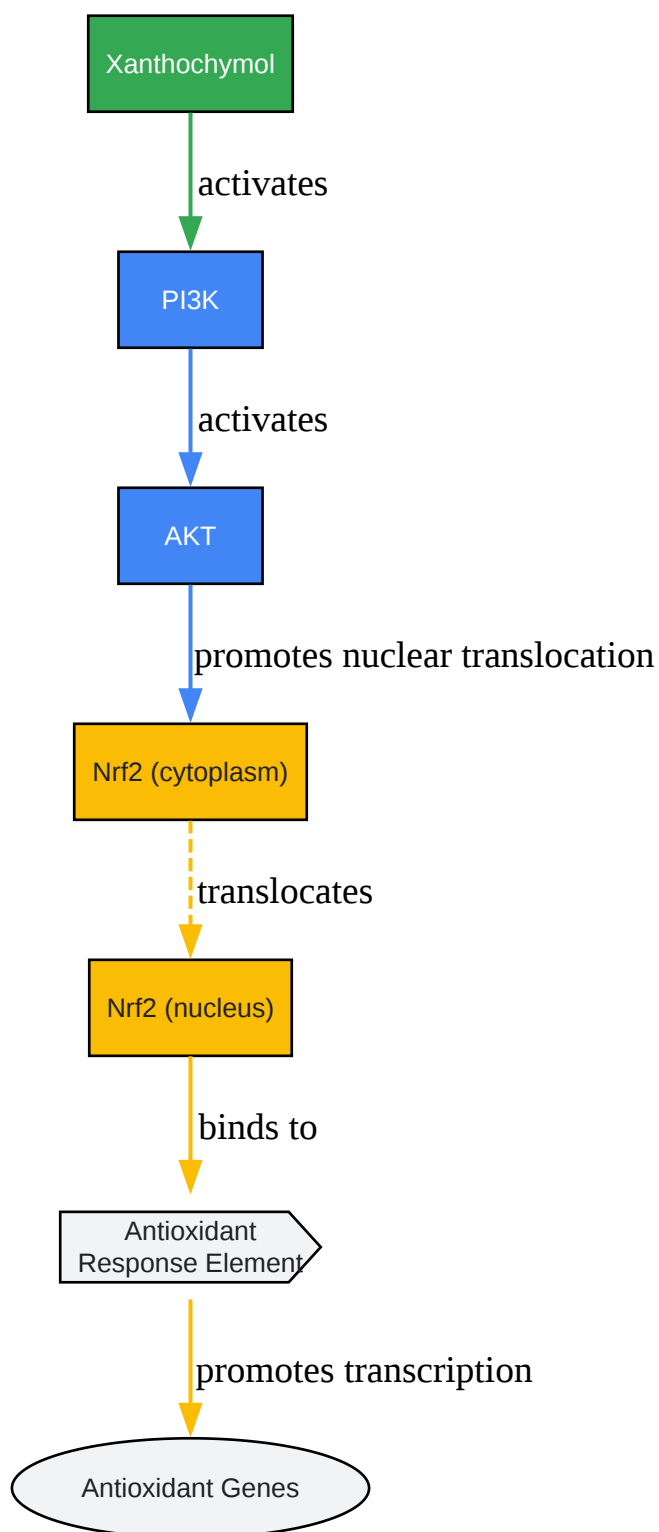 Xanthochymol
activates
PI3K
activates
AKT
promotes nuclear translocation
Nrf2 (cytoplasm)
translocates
Nrf2 (nucleus)
binds to
Antioxidant
Response Element
promotes transcription
Antioxidant Genes